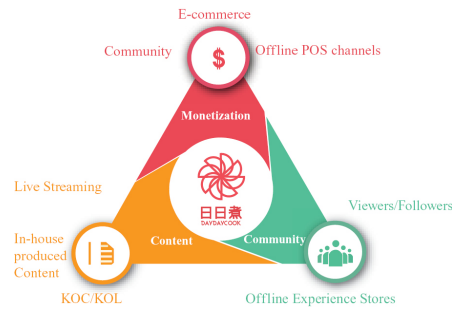 E-commerce
Community
Offline POS channels
$
Monetization
日日煮
DAYDAYCOOK
Live Streaming
Viewers/Followers
In-house
produced
Content
Content
Community
KOC/KOL
Offline Experience Stores